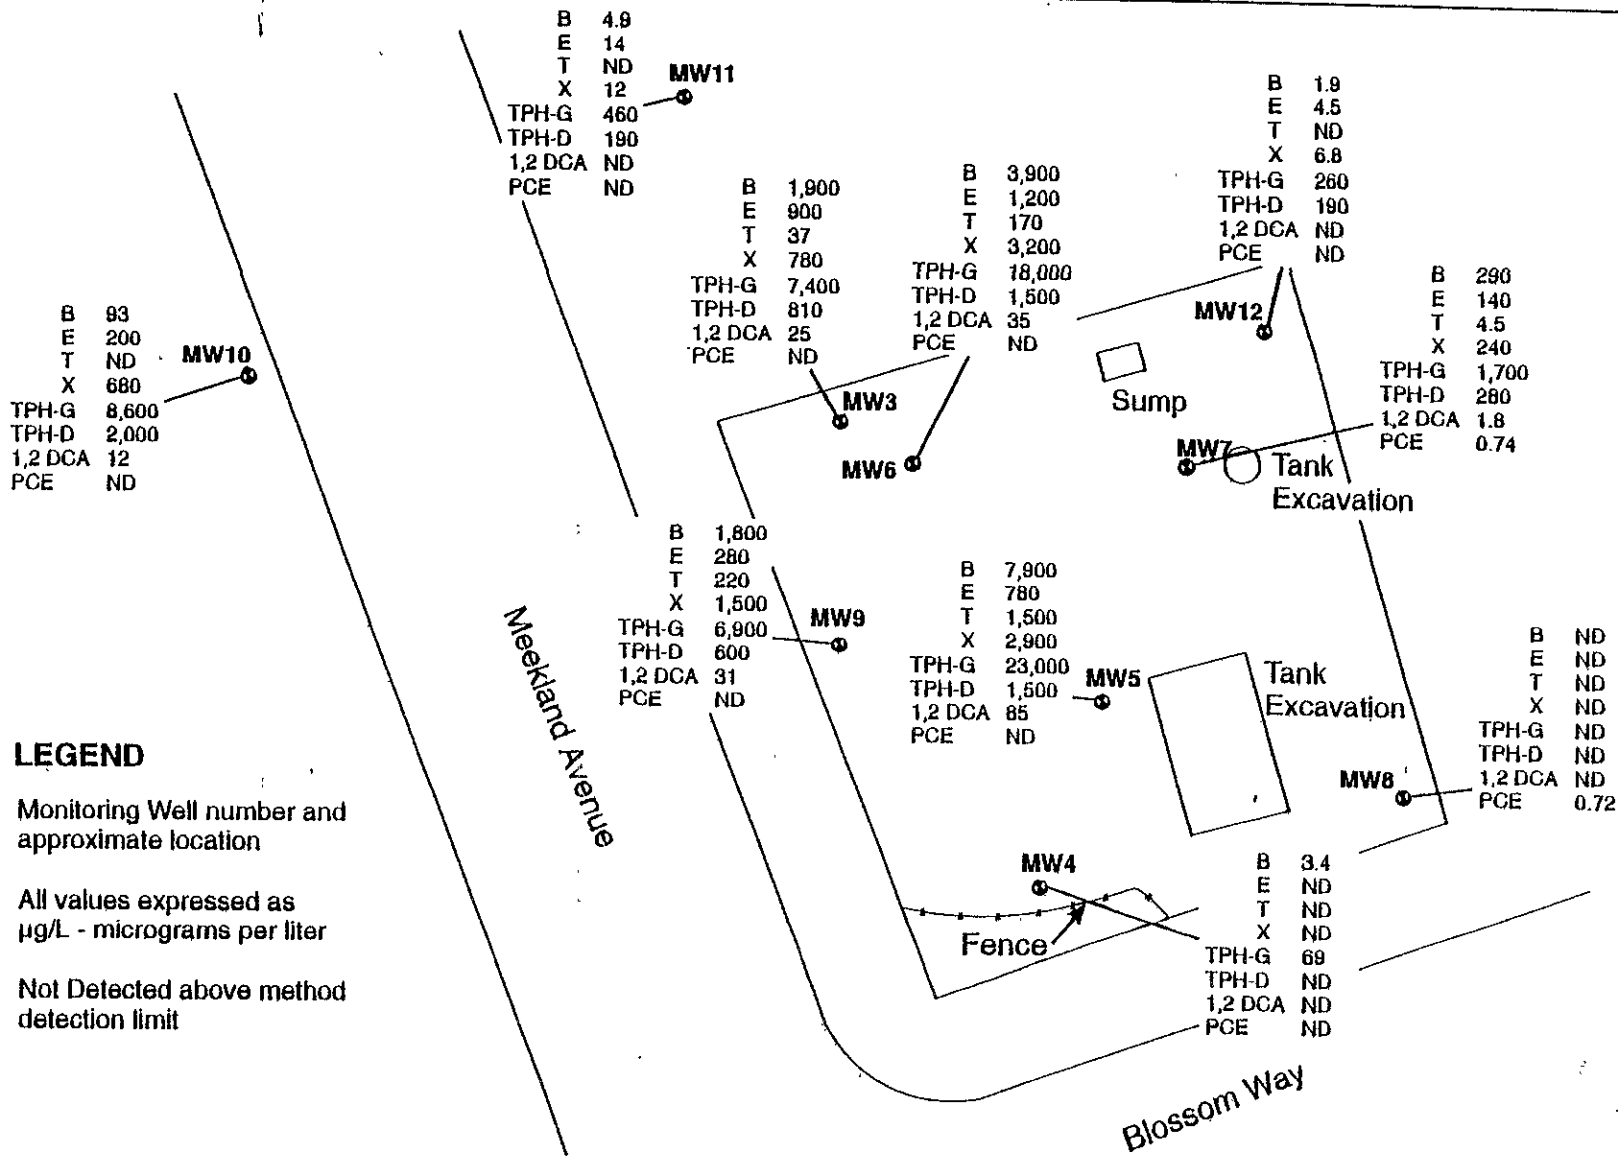 B 4.9
E 14
T ND
X 12
TPH-G 460
TPH-D 190
1,2 DCA ND
PCE ND
MW11
B 1.9
E 4.5
T ND
X 6.8
TPH-G 260
TPH-D 190
1,2 DCA ND
PCE ND
MW12
B 1,900
E 900
T 37
X 780
TPH-G 7,400
TPH-D 810
1,2 DCA 25
PCE ND
MW3
B 3,900
E 1,200
T 170
X 3,200
TPH-G 18,000
TPH-D 1,500
1,2 DCA 35
PCE ND
MW6
B 290
E 140
T 4.5
X 240
TPH-G 1,700
TPH-D 280
1,2 DCA 1.8
PCE 0.74
MW7
Sump
Tank
Excavation
B 93
E 200
T ND
X 680
TPH-G 8,600
TPH-D 2,000
1,2 DCA 12
PCE ND
MW10
B 1,800
E 280
T 220
X 1,500
TPH-G 6,900
TPH-D 600
1,2 DCA 31
PCE ND
MW9
B 7,900
E 780
T 1,500
X 2,900
TPH-G 23,000
TPH-D 1,500
1,2 DCA 85
PCE ND
MW5
Tank
Excavation
B ND
E ND
T ND
X ND
TPH-G ND
TPH-D ND
1,2 DCA ND
PCE 0.72
MW8
Meekland Avenue
LEGEND
Monitoring Well number and
approximate location
All values expressed as
µg/L - micrograms per liter
Not Detected above method
detection limit
MW4
B 3.4
E ND
T ND
X ND
TPH-G 69
TPH-D ND
1,2 DCA ND
PCE ND
Fence
Blossom Way